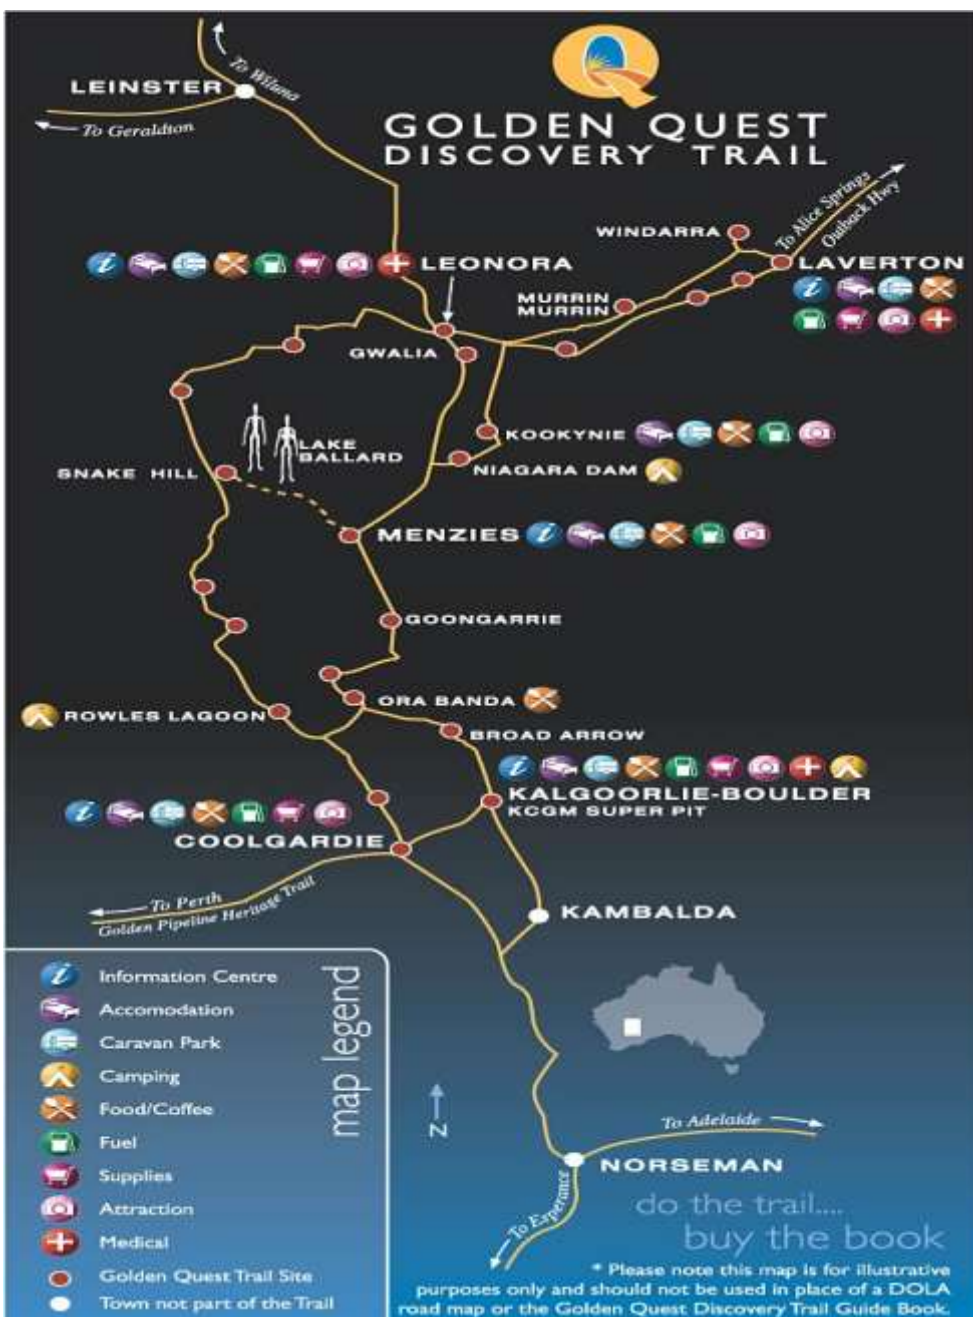 To Wiluna
LEINSTER
To Geraldton
GOLDEN QUEST
DISCOVERY TRAIL
To Alice Springs
Outback Hwy
WINDARRA
LEONORA
LAVERTON
MURRIN
MURRIN
GWALIA
KOOKYNIE
LAKE
BALLARD
NIAGARA DAM
SNAKE HILL
MENZIES
GOONGARRIE
ORA BANDA
ROWLES LAGOON
BROAD ARROW
KALGOORLIE-BOULDER
KCGM SUPER PIT
COOLGARDIE
To Perth
Golden Pipeline Heritage Trail
KAMBALDA
map legend
Information Centre
Accomodation
Caravan Park
Camping
Food/Coffee
Fuel
Supplies
Attraction
Medical
Golden Quest Trail Site
Town not part of the Trail
N
To Adelaide
NORSEMAN
To Esperance
do the trail....
buy the book
* Please note this map is for illustrative
purposes only and should not be used in place of a DOLA
road map or the Golden Quest Discovery Trail Guide Book.